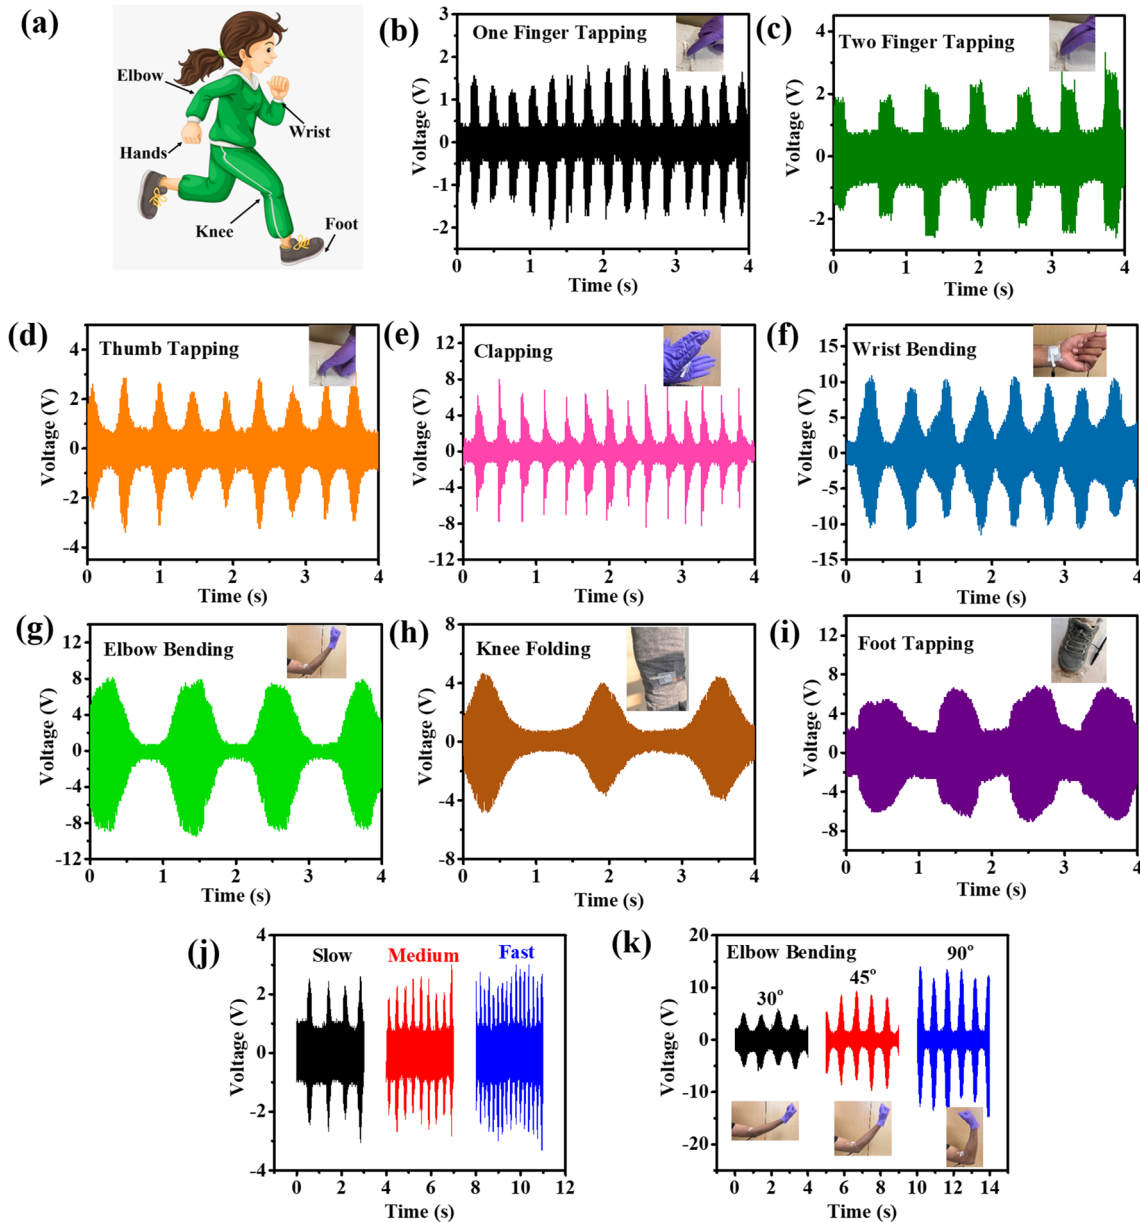 (a)
Elbow
Wrist
Hands
Knee
Foot
(b)
One Finger Tapping
3
2
1
0
-1
-2
Voltage (V)
0 1 2 3 4
Time (s)
(c)
Two Finger Tapping
4
2
0
-2
Voltage (V)
0 1 2 3 4
Time (s)
(d)
Thumb Tapping
4
2
0
-2
-4
Voltage (V)
0 1 2 3 4
Time (s)
(e)
Clapping
12
8
4
0
-4
-8
-12
Voltage (V)
0 1 2 3 4
Time (s)
(f)
Wrist Bending
15
10
5
0
-5
-10
-15
Voltage (V)
0 1 2 3 4
Time (s)
(g)
Elbow Bending
12
8
4
0
-4
-8
-12
Voltage (V)
0 1 2 3 4
Time (s)
(h)
Knee Folding
8
4
0
-4
-8
Voltage (V)
0 1 2 3 4
Time (s)
(i)
Foot Tapping
12
8
4
0
-4
-8
Voltage (V)
0 1 2 3 4
Time (s)
(j)
Slow Medium Fast
4
2
0
-2
-4
Voltage (V)
0 2 4 6 8 10 12
Time (s)
(k)
Elbow Bending
30° 45° 90°
20
10
0
-10
-20
Voltage (V)
0 2 4 6 8 10 12 14
Time (s)